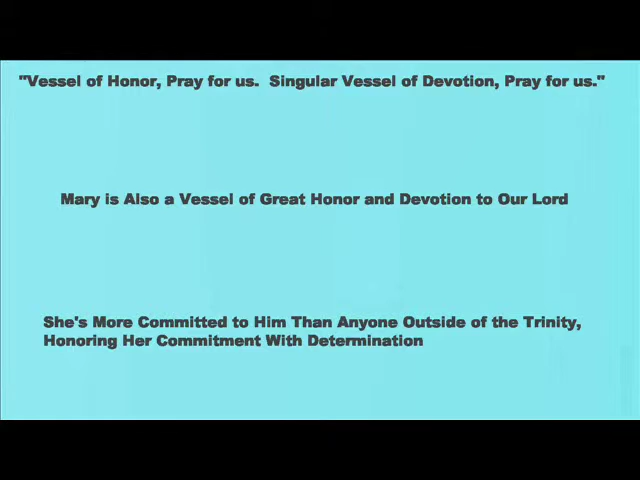 "Vessel of Honor, Pray for us.  Singular Vessel of Devotion, Pray for us."
Mary is Also a Vessel of Great Honor and Devotion to Our Lord
She's More Committed to Him Than Anyone Outside of the Trinity,
Honoring Her Commitment With Determination